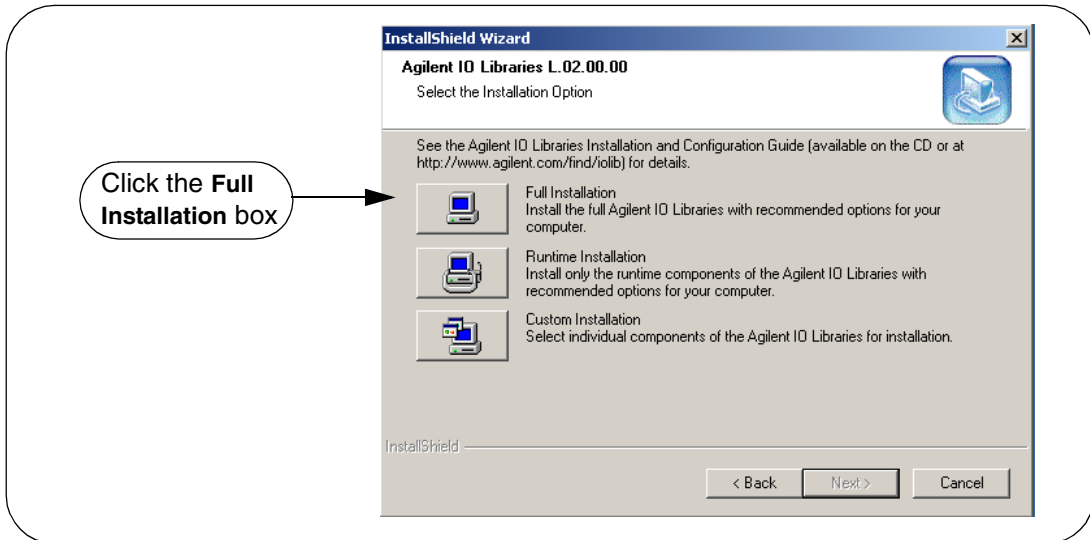 InstallShield Wizard
Agilent IO Libraries L.02.00.00
Select the Installation Option
See the Agilent IO Libraries Installation and Configuration Guide (available on the CD or at
http://www.agilent.com/find/iolib) for details.
Click the Full
Installation box
Full Installation
Install the full Agilent IO Libraries with recommended options for your
computer.
Runtime Installation
Install only the runtime components of the Agilent IO Libraries with
recommended options for your computer.
Custom Installation
Select individual components of the Agilent IO Libraries for installation.
InstallShield
< Back
Next >
Cancel